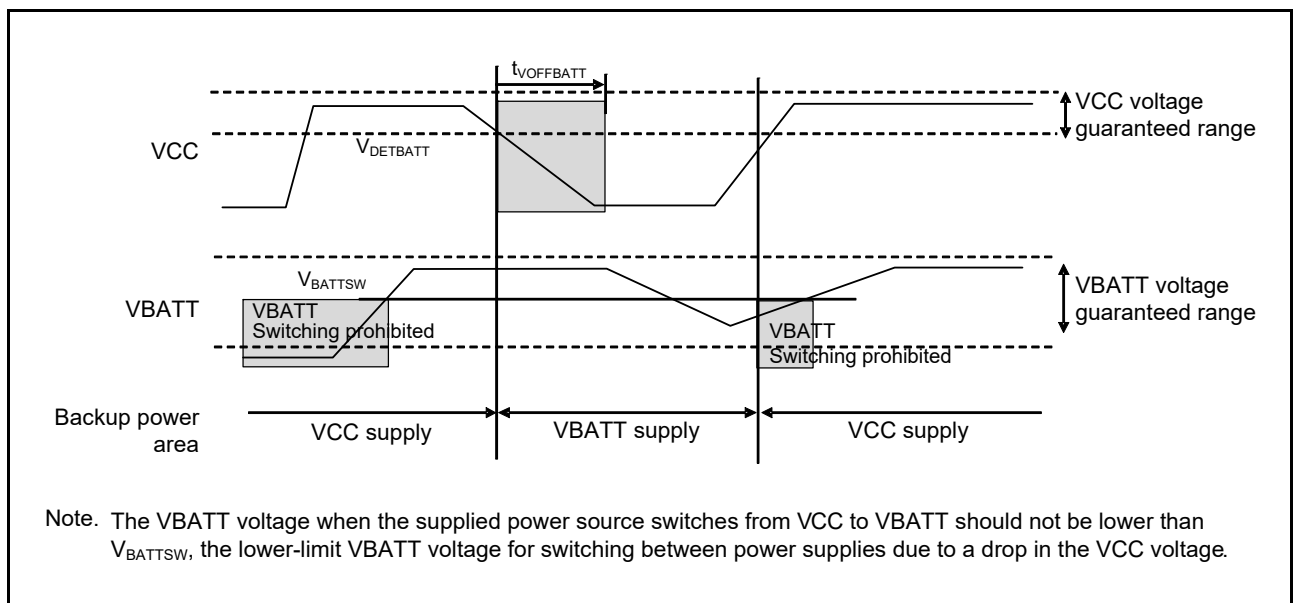 tVOFFBATT
VCC voltage
guaranteed range
VCC
VDETBATT
VBATTSW
VBATT
VBATT
Switching prohibited
VBATT voltage
guaranteed range
VBATT
Switching prohibited
Backup power
area
VCC supply
VBATT supply
VCC supply
Note. The VBATT voltage when the supplied power source switches from VCC to VBATT should not be lower than
VBATTSW, the lower-limit VBATT voltage for switching between power supplies due to a drop in the VCC voltage.